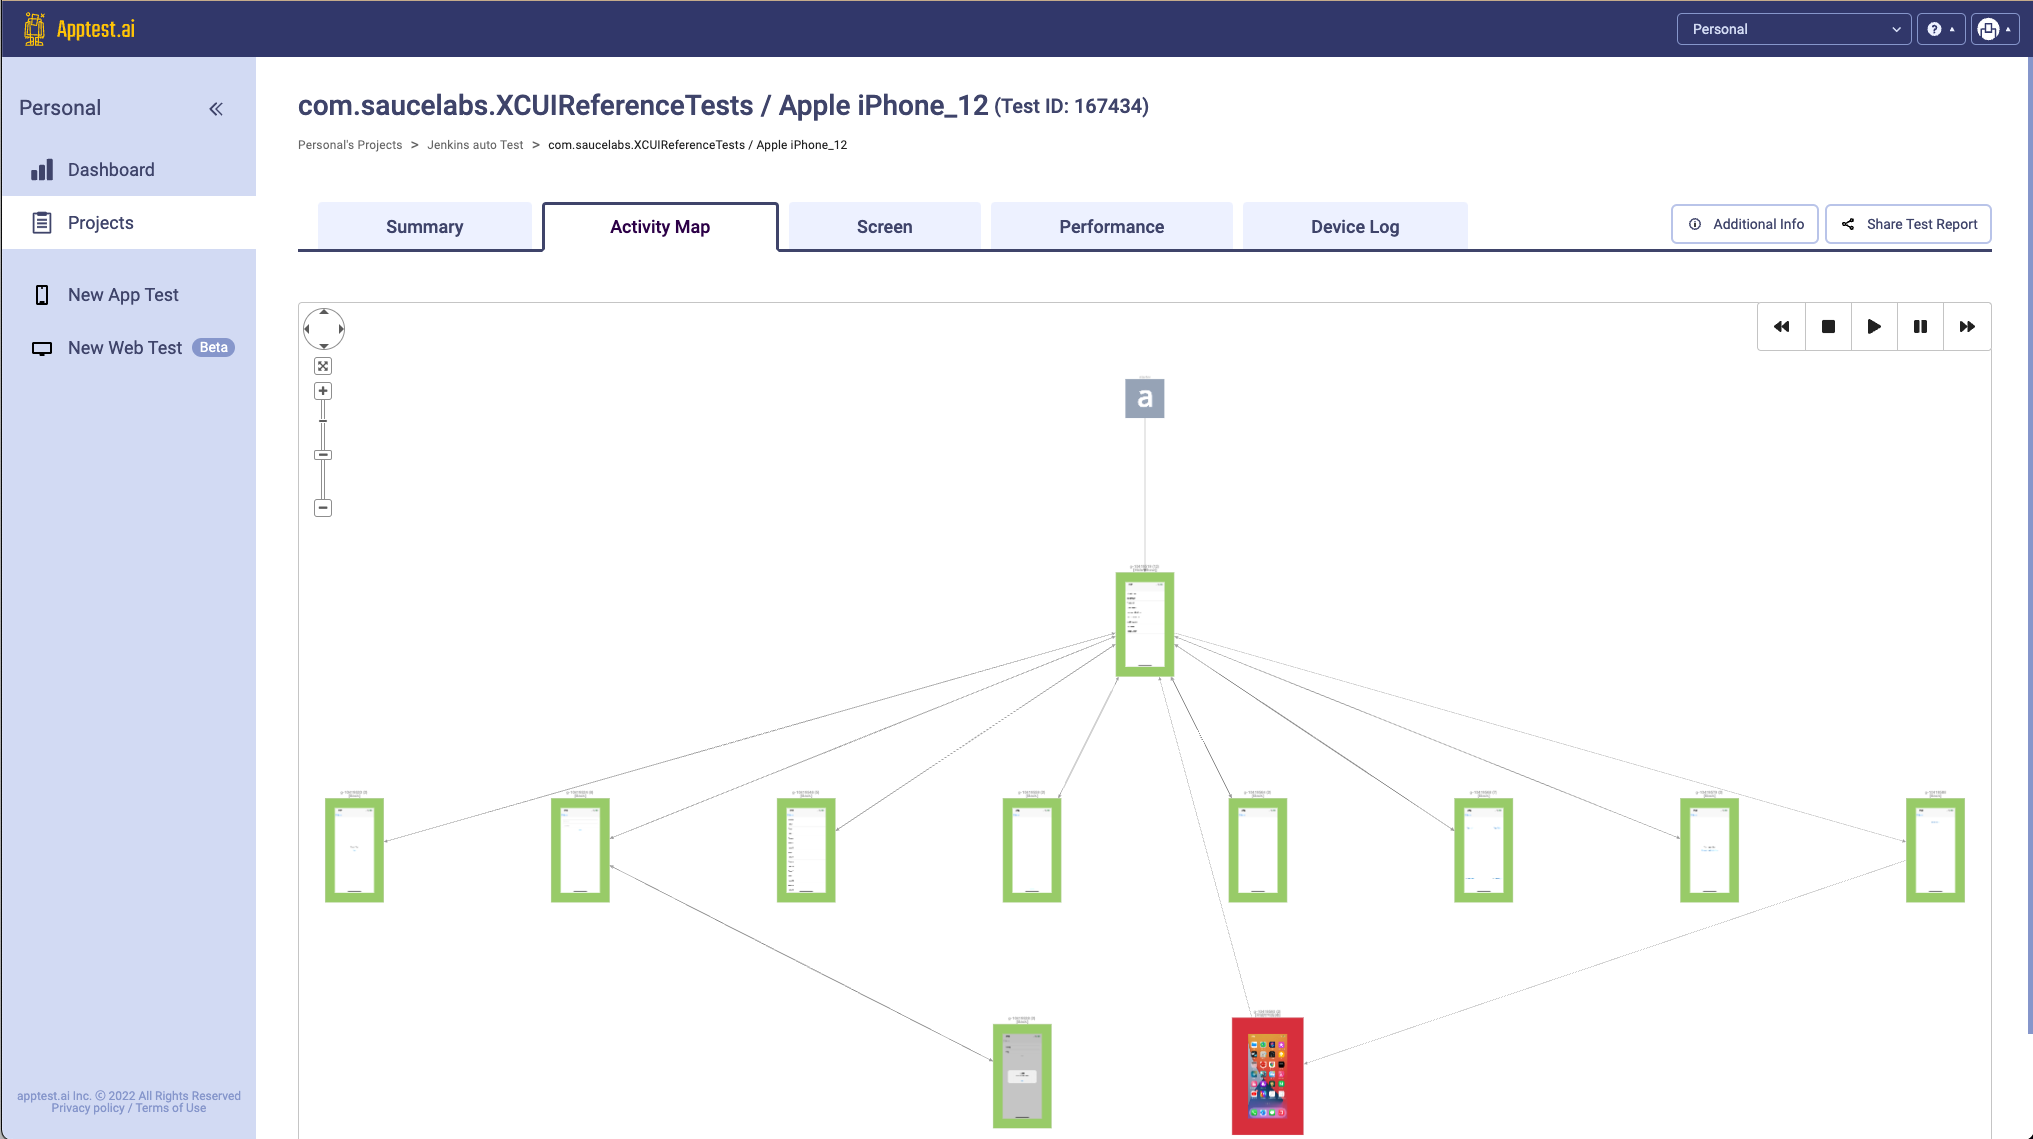 Apptest.ai
Personal
Personal
Dashboard
Projects
New App Test
New Web Test Beta
apptest.ai Inc. © 2022 All Rights Reserved
Privacy policy / Terms of Use
com.saucelabs.XCUIReferenceTests / Apple iPhone_12 (Test ID: 167434)
Personal's Projects > Jenkins auto Test > com.saucelabs.XCUIReferenceTests / Apple iPhone_12
Summary
Activity Map
Screen
Performance
Device Log
Additional Info
Share Test Report
a